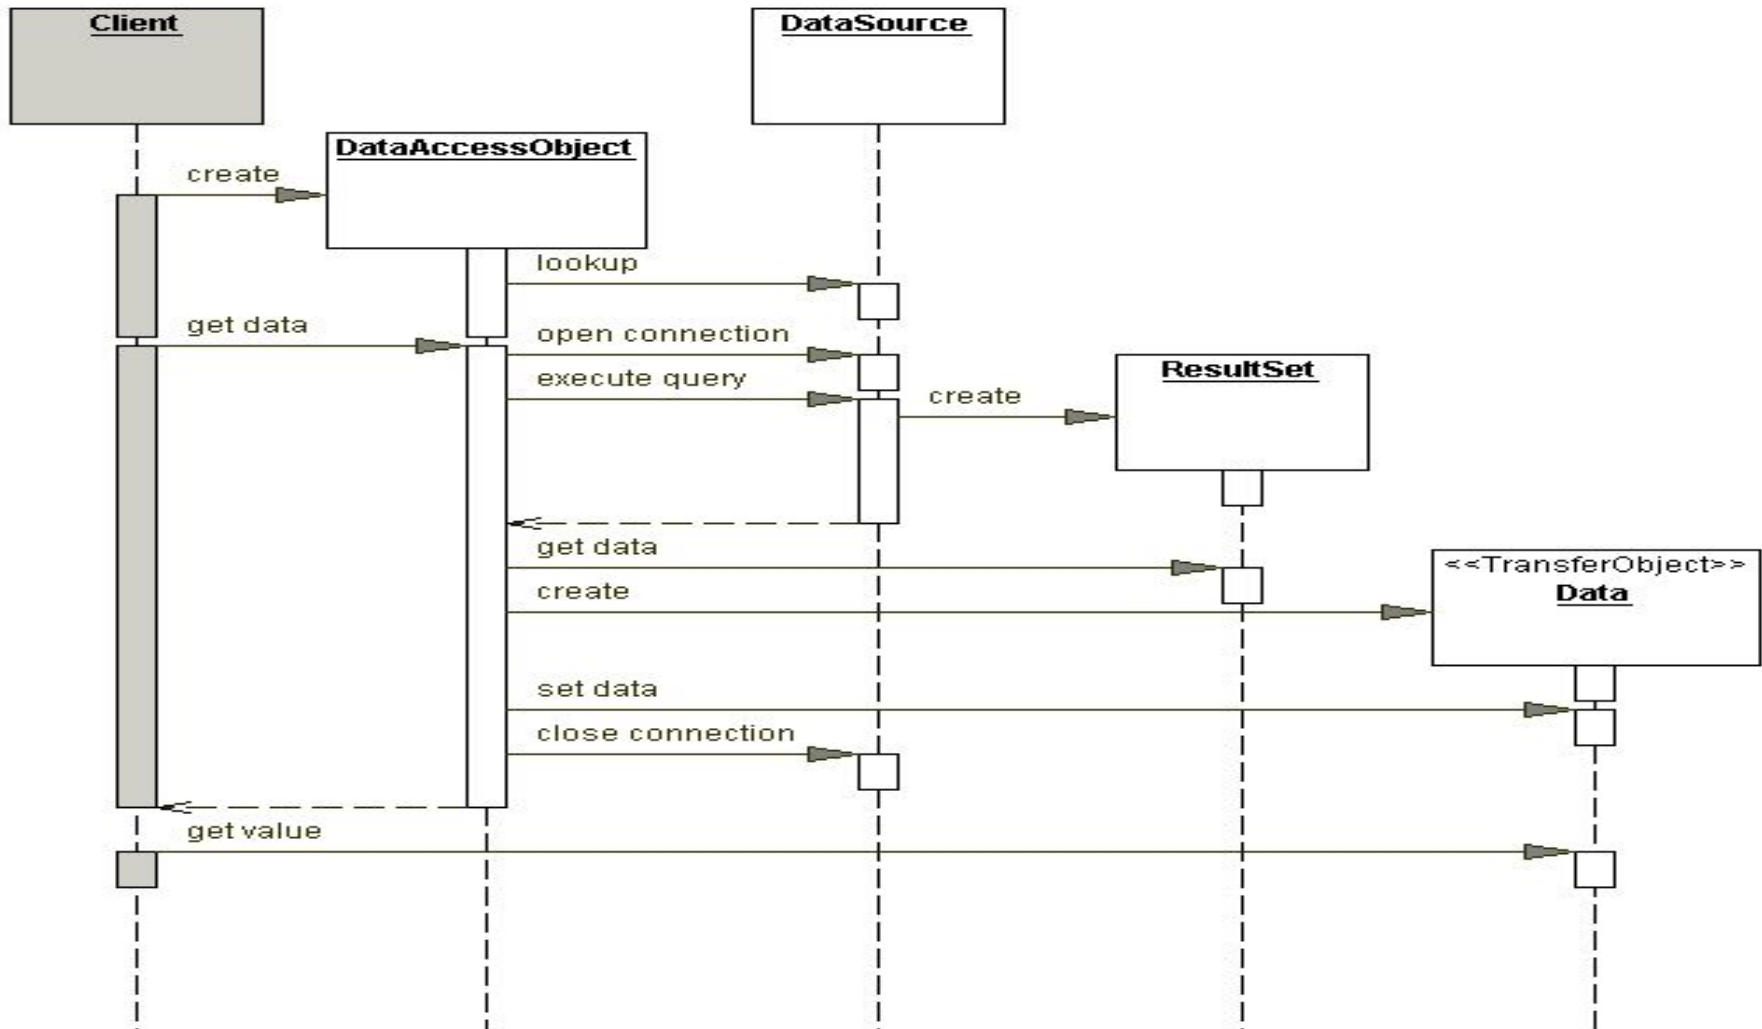 Client
DataSource
DataAccessObject
create
lookup
get data
open connection
ResultSet
execute query
create
get data
<<TransferObject>>
Data
create
set data
close connection
get value